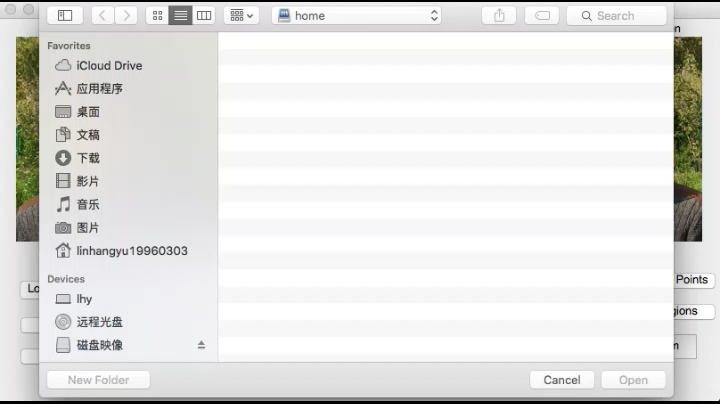 home
Search
Favorites
iCloud Drive
应用程序
桌面
文稿
下载
影片
音乐
图片
linhangyu19960303
Devices
lhy
远程光盘
磁盘映像
Lo
Points
gions
New Folder
Cancel
Open